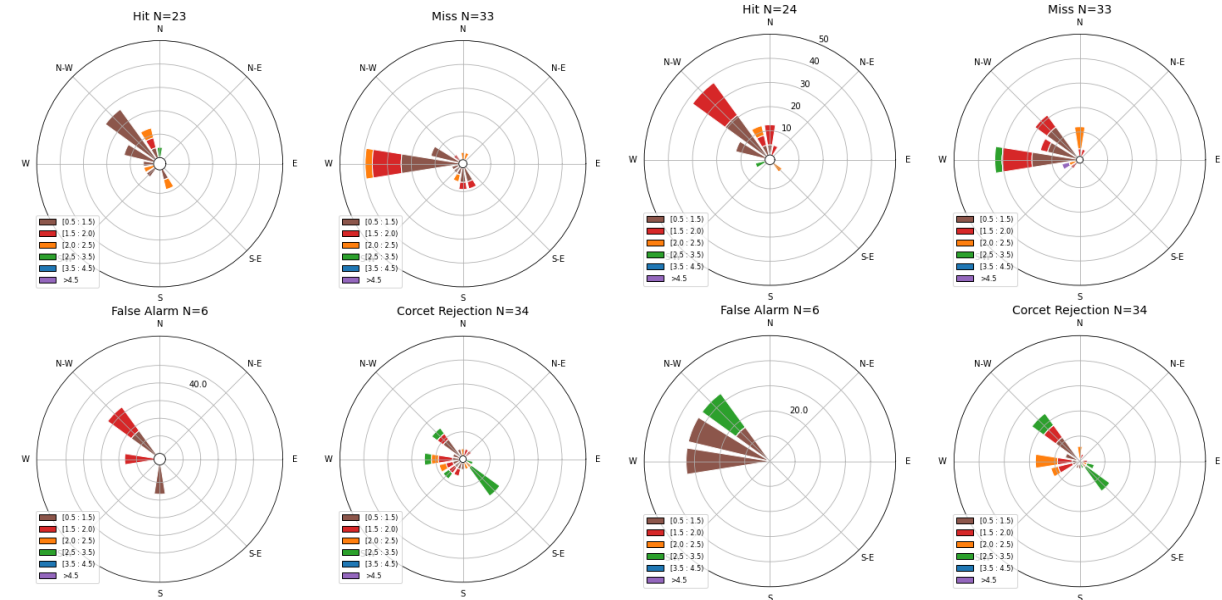 Hit N=23
N
N-W
N-E
W
E
S-E
S
[0.5 : 1.5)
[1.5 : 2.0)
[2.0 : 2.5)
[2.5 : 3.5)
[3.5 : 4.5)
>4.5
Miss N=33
N
N-W
N-E
W
E
S-E
S
[0.5 : 1.5)
[1.5 : 2.0)
[2.0 : 2.5)
[2.5 : 3.5)
[3.5 : 4.5)
>4.5
Hit N=24
N
50
40
30
20
10
N-W
N-E
W
E
S-E
S
[0.5 : 1.5)
[1.5 : 2.0)
[2.0 : 2.5)
[2.5 : 3.5)
[3.5 : 4.5)
>4.5
Miss N=33
N
N-W
N-E
W
E
S-E
S
[0.5 : 1.5)
[1.5 : 2.0)
[2.0 : 2.5)
[2.5 : 3.5)
[3.5 : 4.5)
>4.5
False Alarm N=6
N
N-W
N-E
40.0
W
E
S-E
S
[0.5 : 1.5)
[1.5 : 2.0)
[2.0 : 2.5)
[2.5 : 3.5)
[3.5 : 4.5)
>4.5
Corcet Rejection N=34
N
N-W
N-E
W
E
S-E
S
[0.5 : 1.5)
[1.5 : 2.0)
[2.0 : 2.5)
[2.5 : 3.5)
[3.5 : 4.5)
>4.5
False Alarm N=6
N
N-W
N-E
20.0
W
E
S-E
S
[0.5 : 1.5)
[1.5 : 2.0)
[2.0 : 2.5)
[2.5 : 3.5)
[3.5 : 4.5)
>4.5
Corcet Rejection N=34
N
N-W
N-E
W
E
S-E
S
[0.5 : 1.5)
[1.5 : 2.0)
[2.0 : 2.5)
[2.5 : 3.5)
[3.5 : 4.5)
>4.5